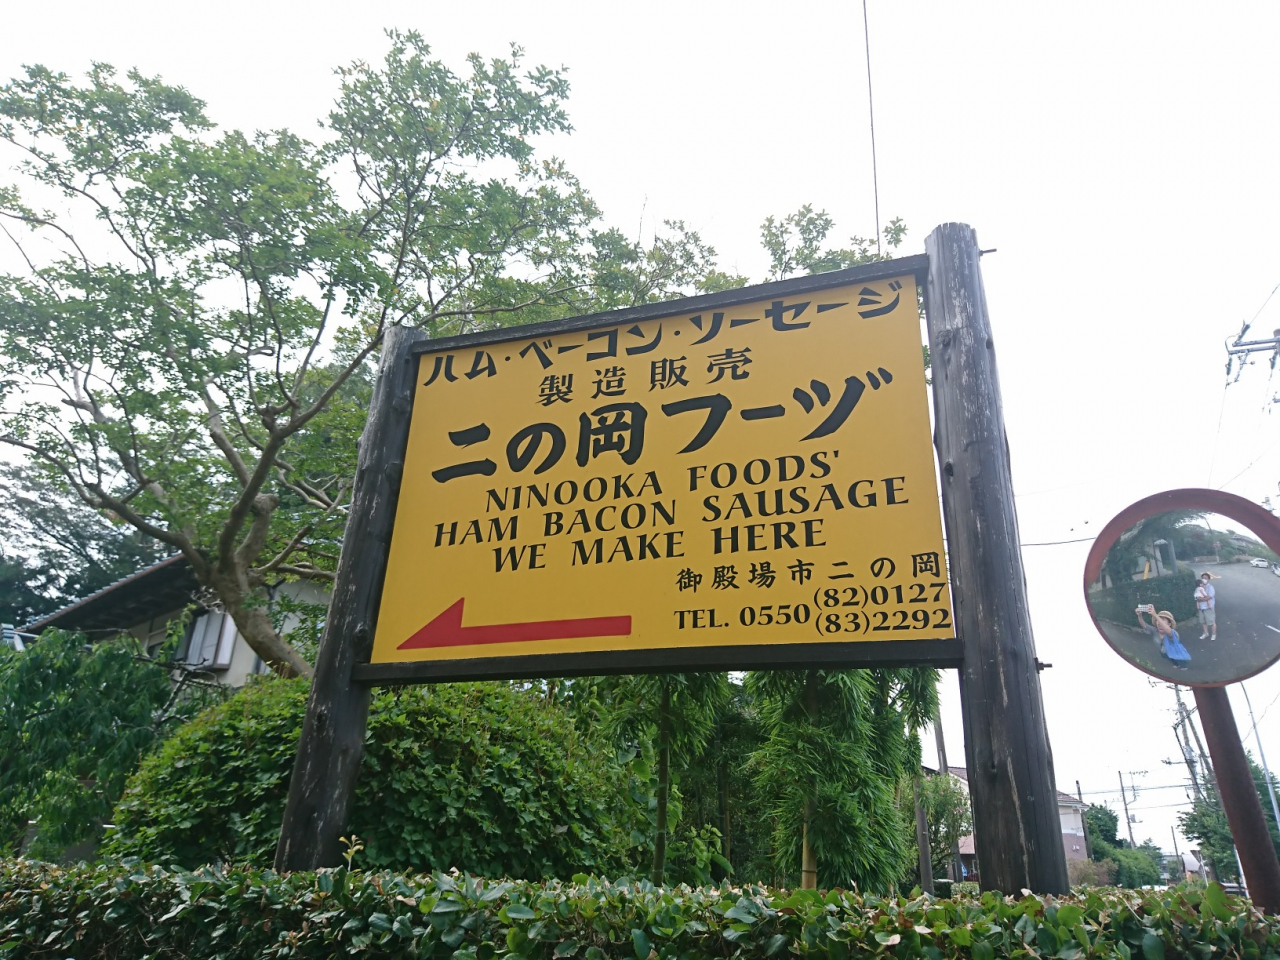 ハム・ベーコン・ソーセージ
製造販売
二の岡フーヅ
NINOOKA FOODS'
HAM BACON SAUSAGE
WE MAKE HERE
御殿場市二の岡
TEL. 0550 (82)0127
(83)2292